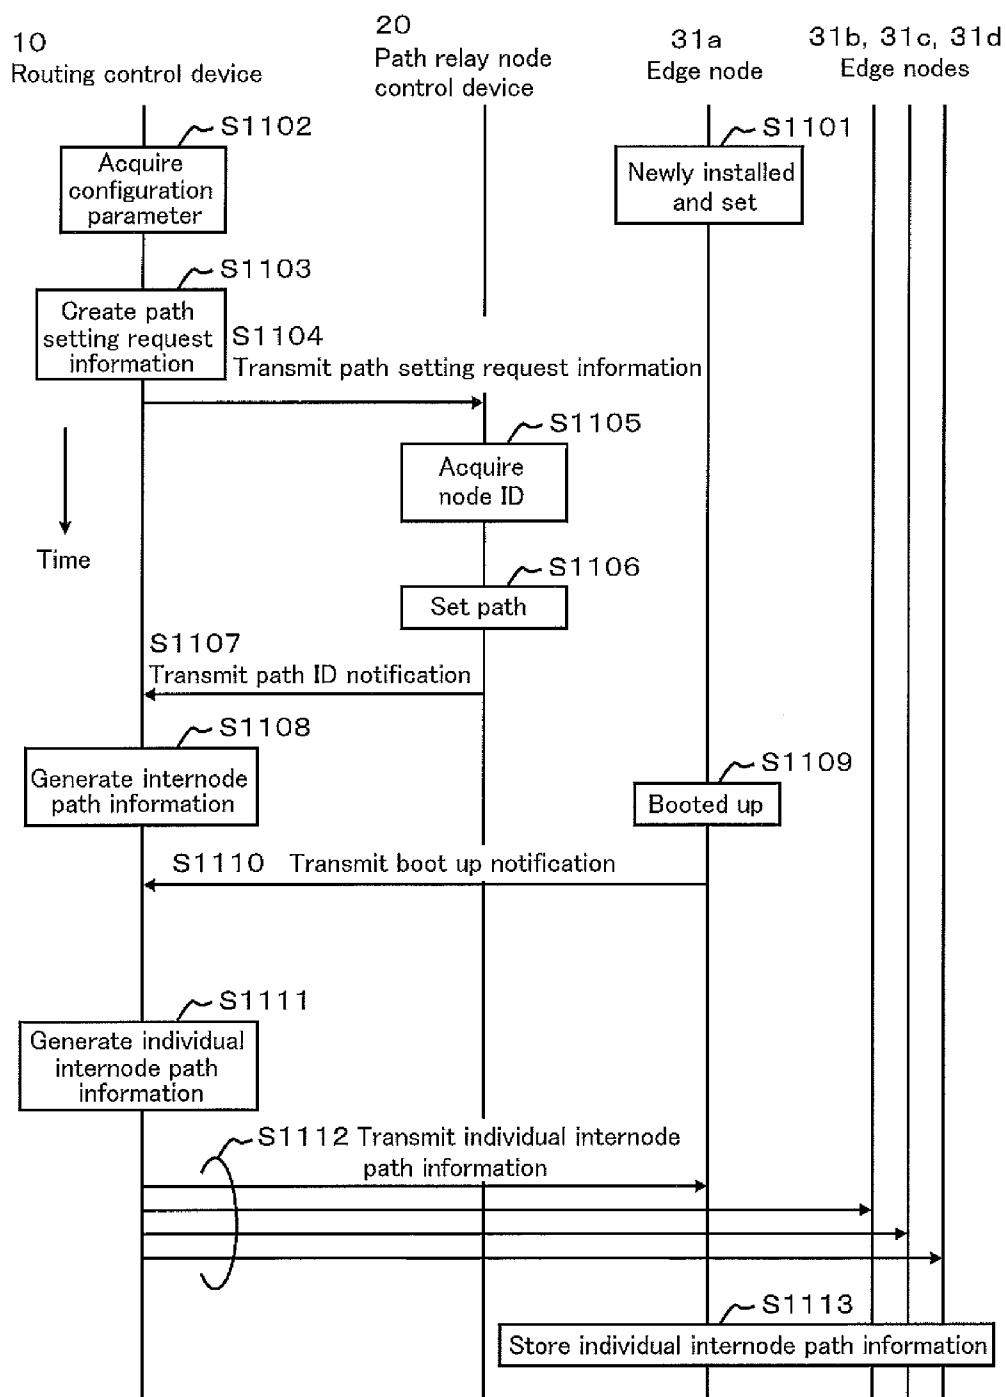 10
Routing control device
20
Path relay node
control device
31a
Edge node
31b, 31c, 31d
Edge nodes
S1102
Acquire
configuration
parameter
S1101
Newly installed
and set
S1103
Create path
setting request
information
S1104
Transmit path setting request information
S1105
Acquire
node ID
Time
S1106
Set path
S1107
Transmit path ID notification
S1108
Generate internode
path information
S1109
Booted up
S1110 Transmit boot up notification
S1111
Generate individual
internode path
information
S1112 Transmit individual internode
path information
S1113
Store individual internode path information